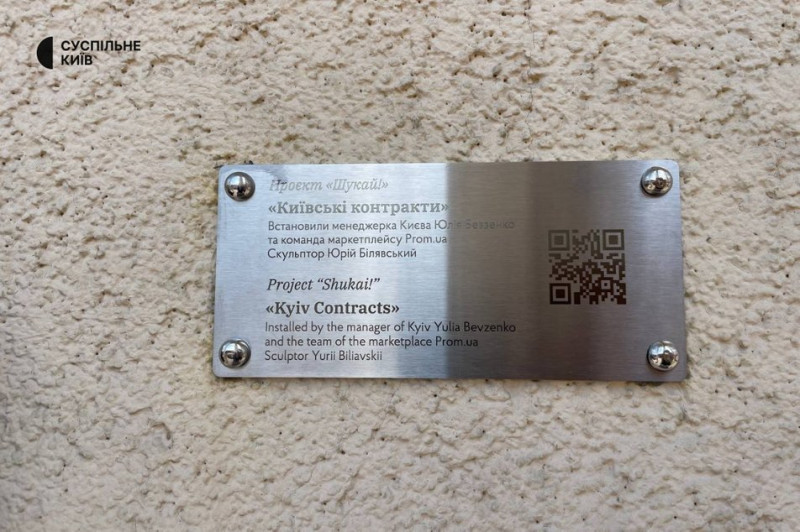 СУСПІЛЬНЕ
КИЇВ
Проєкт «Шукай!»
«Київські контракти»
Встановили менеджерка Києва Юлія Бевзенко
та команда маркетплейсу Prom.ua
Скульптор Юрій Білявський
Project “Shukai!”
«Kyiv Contracts»
Installed by the manager of Kyiv Yulia Bevzenko
and the team of the marketplace Prom.ua
Sculptor Yurii Biliavskii